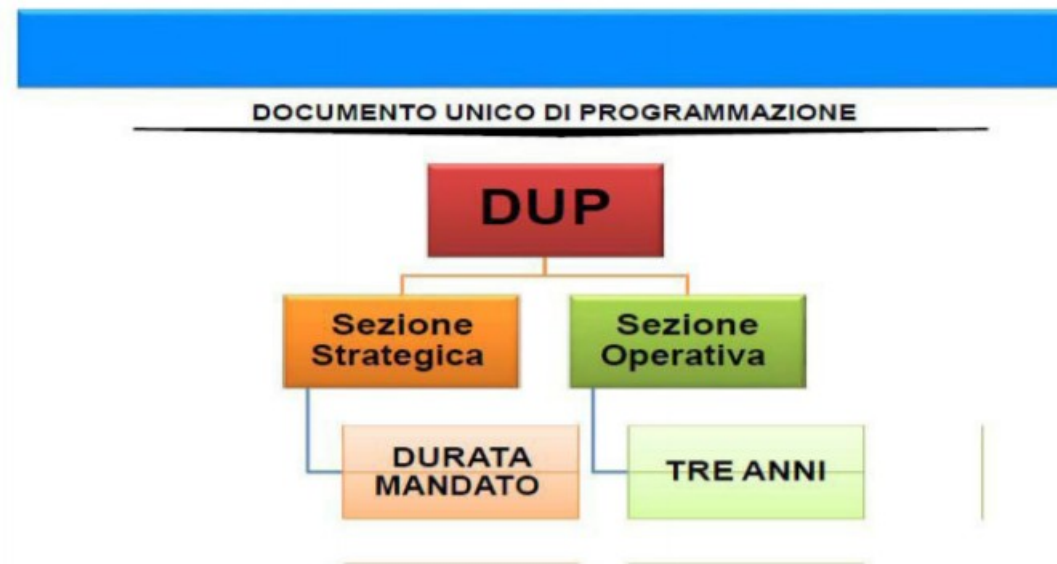 DOCUMENTO UNICO DI PROGRAMMAZIONE
DUP
Sezione
Strategica
Sezione
Operativa
DURATA
MANDATO
TRE ANNI